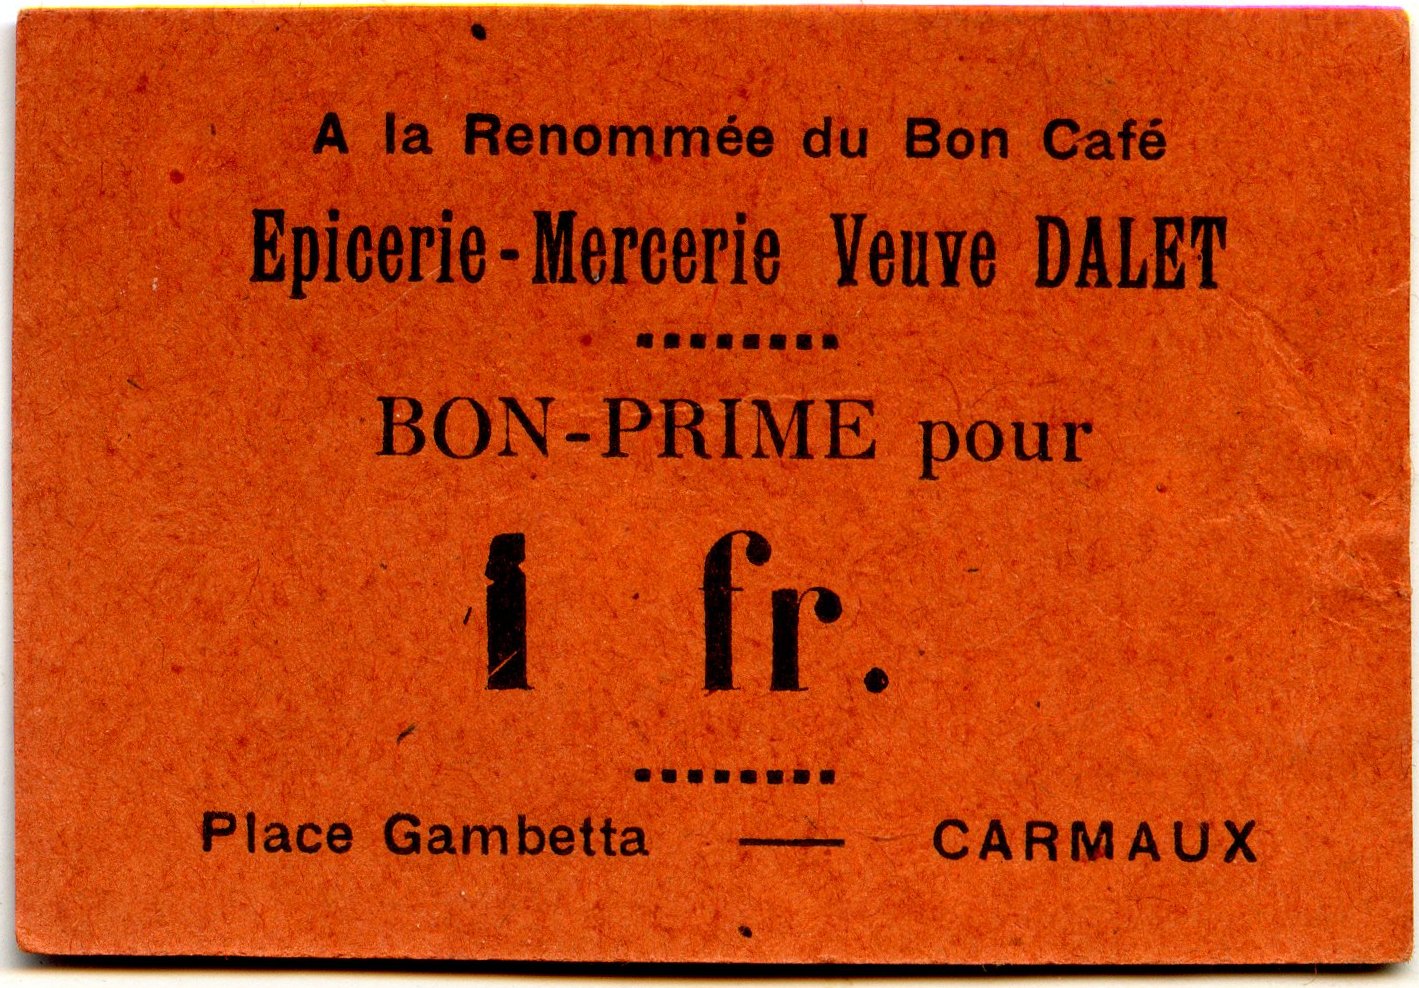 A la Renommée du Bon Café
Epicerie-Mercerie Veuve DALET
BON-PRIME pour
1 fr.
Place Gambetta — CARMAUX